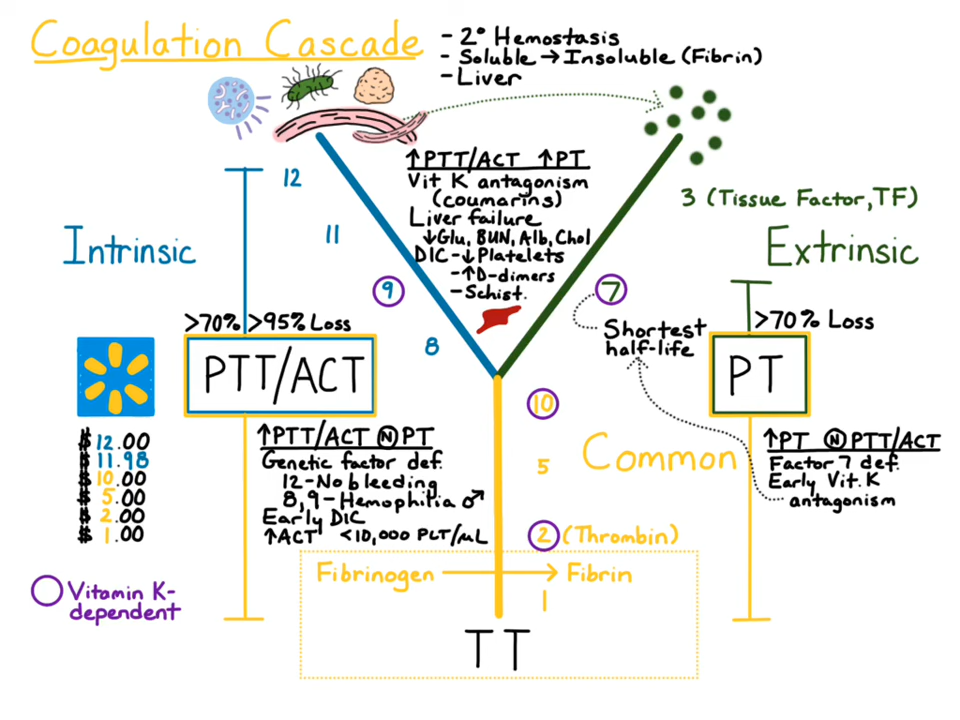 Coagulation Cascade
- 2° Hemostasis
- Soluble → Insoluble (Fibrin)
- Liver
↑PTT/ACT ↑PT
Vit K antagonism
(coumarins)
Liver failure
↓Glu, BUN, Alb, Chol
DIC-↓Platelets
-↑D-dimers
-Schist.
12
11
9
8
Intrinsic
3 (Tissue Factor, TF)
Extrinsic
7
Shortest
half-life
>70% >95% Loss
PTT/ACT
>70% Loss
PT
$ 12.00
$ 11.98
$ 10.00
$ 5.00
$ 2.00
$ 1.00
↑PTT/ACT Ⓝ PT
Genetic factor def.
12-No bleeding
8,9-Hemophilia ♂
Early DIC
↑ACT <10,000 PLT/μL
10
5
Common
2 (Thrombin)
↑PT Ⓝ PTT/ACT
Factor 7 def.
Early Vit. K
antagonism
Fibrinogen → Fibrin
1
TT
Vitamin K-
dependent